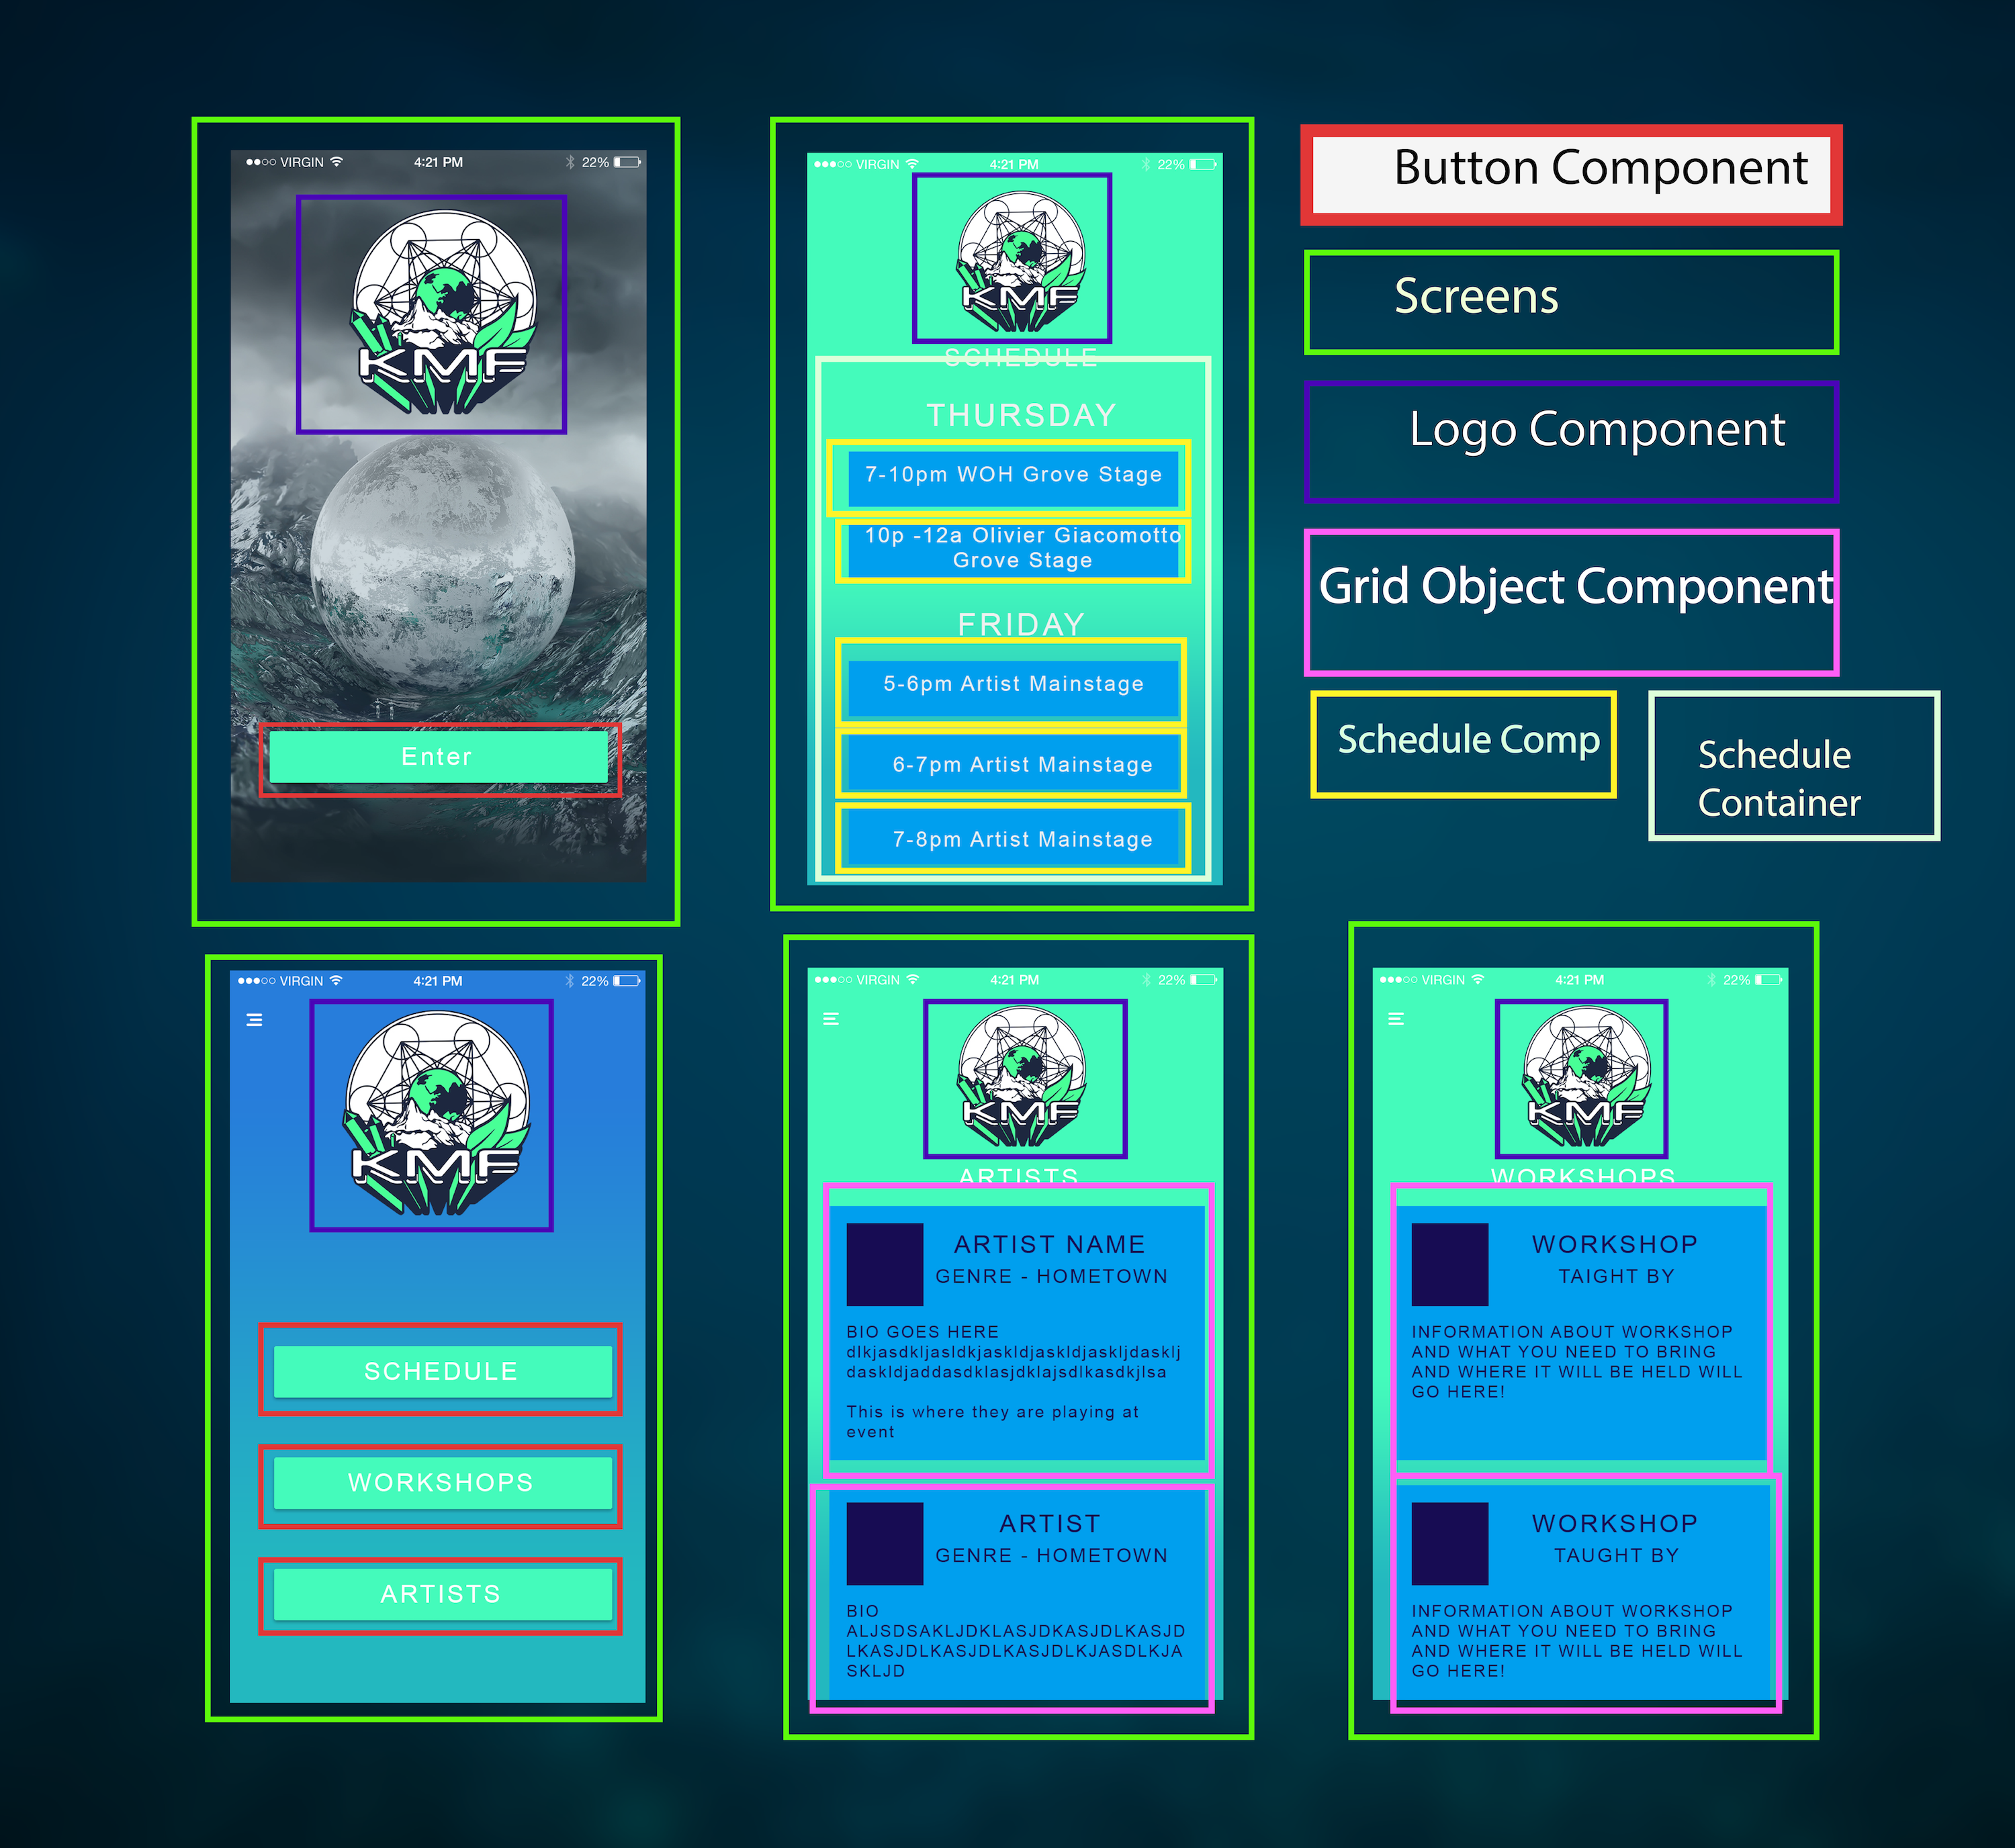 VIRGIN 4:21 PM 22%
KMF
Enter
VIRGIN 4:21 PM 22%
KMF
SCHEDULE
THURSDAY
7-10pm WOH Grove Stage
10p -12a Olivier Giacomotto
Grove Stage
FRIDAY
5-6pm Artist Mainstage
6-7pm Artist Mainstage
7-8pm Artist Mainstage
Button Component
Screens
Logo Component
Grid Object Component
Schedule Comp
Schedule
Container
VIRGIN 4:21 PM 22%
KMF
SCHEDULE
WORKSHOPS
ARTISTS
VIRGIN 4:21 PM 22%
KMF
ARTISTS
ARTIST NAME
GENRE - HOMETOWN
BIO GOES HERE
dlkjasdkljasldkjaskldjaskldjaskljdasklj
daskldjaddasdklasjdklajsdlkasdkjlsa
This is where they are playing at
event
ARTIST
GENRE - HOMETOWN
BIO
ALJSDSAKLJDKLASJDKASJDLKASJD
LKASJDLKASJDLKASJDLKJASDLKJA
SKLJD
VIRGIN 4:21 PM 22%
KMF
WORKSHOPS
WORKSHOP
TAIGHT BY
INFORMATION ABOUT WORKSHOP
AND WHAT YOU NEED TO BRING
AND WHERE IT WILL BE HELD WILL
GO HERE!
WORKSHOP
TAUGHT BY
INFORMATION ABOUT WORKSHOP
AND WHAT YOU NEED TO BRING
AND WHERE IT WILL BE HELD WILL
GO HERE!